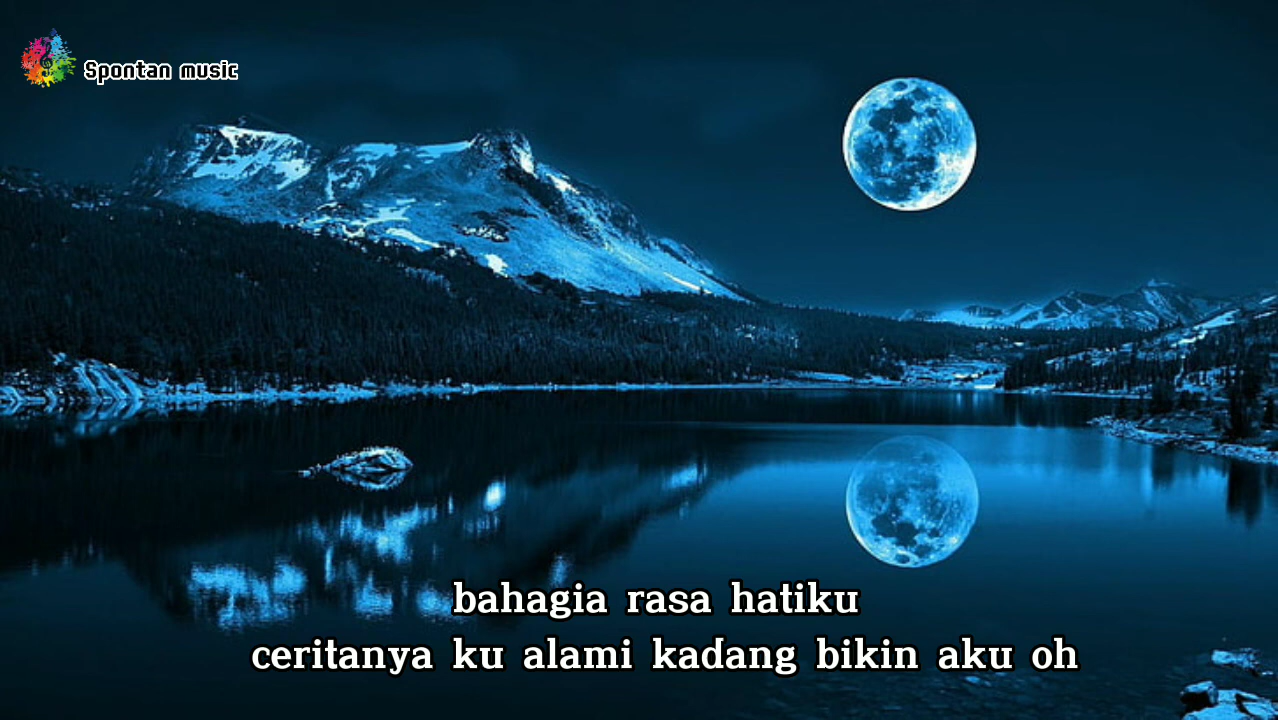 Spontan music
bahagia rasa hatiku
ceritanya ku alami kadang bikin aku oh